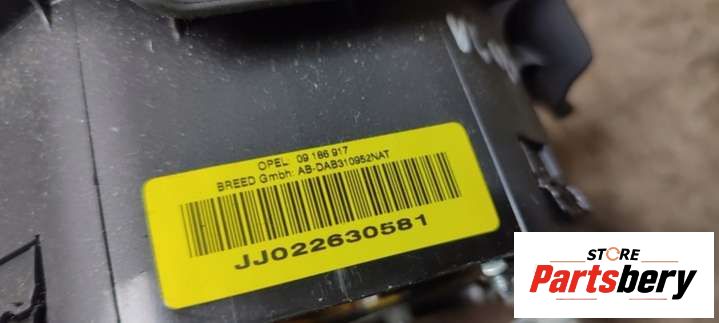 OPEL: 09 186 917
BREED Gmbh: AB-DAB310952NAT
JJ022630581
STORE
Partsbery